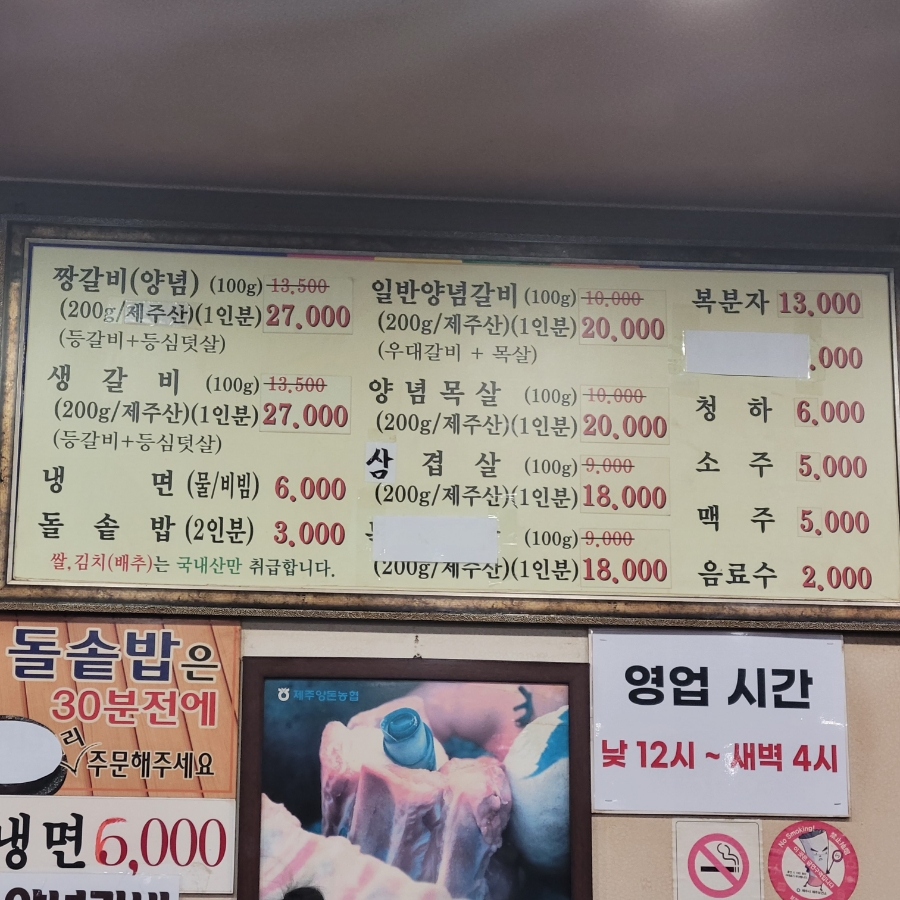 짱갈비(양념) (100g) 13,500
(200g/제주산)(1인분) 27,000
(등갈비+등심덧살)
생 갈 비 (100g) 13,500
(200g/제주산)(1인분) 27,000
(등갈비+등심덧살)
냉 면 (물/비빔) 6,000
돌 솥 밥 (2인분) 3,000
쌀,김치(배추)는 국내산만 취급합니다.
일반양념갈비 (100g) 10,000
(200g/제주산)(1인분) 20,000
(우대갈비 + 목살)
양 념 목 살 (100g) 10,000
(200g/제주산)(1인분) 20,000
삼 겹 살 (100g) 9,000
(200g/제주산)(1인분) 18,000
(100g) 9,000
(200g/제주산)(1인분) 18,000
복분자 13,000
,000
청 하 6,000
소 주 5,000
맥 주 5,000
음료수 2,000
돌솥밥은
30분전에
리
주문해주세요
냉면 6,000
제주양돈농협
영업 시간
낮 12시 ~ 새벽 4시
No Smoking!